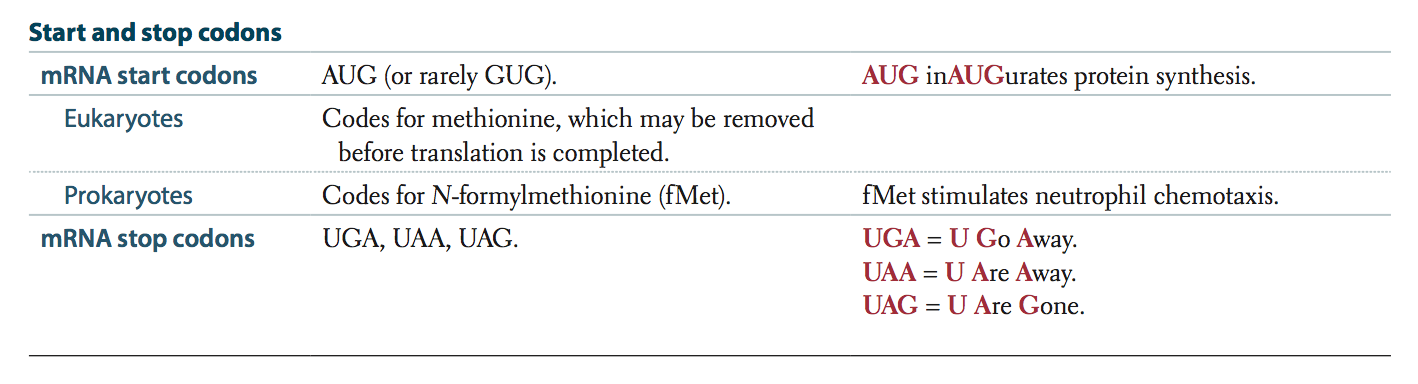 Start and stop codons
mRNA start codons AUG (or rarely GUG). AUG inAUGurates protein synthesis.
Eukaryotes Codes for methionine, which may be removed
before translation is completed.
Prokaryotes Codes for N-formylmethionine (fMet). fMet stimulates neutrophil chemotaxis.
mRNA stop codons UGA, UAA, UAG. UGA = U Go Away.
UAA = U Are Away.
UAG = U Are Gone.